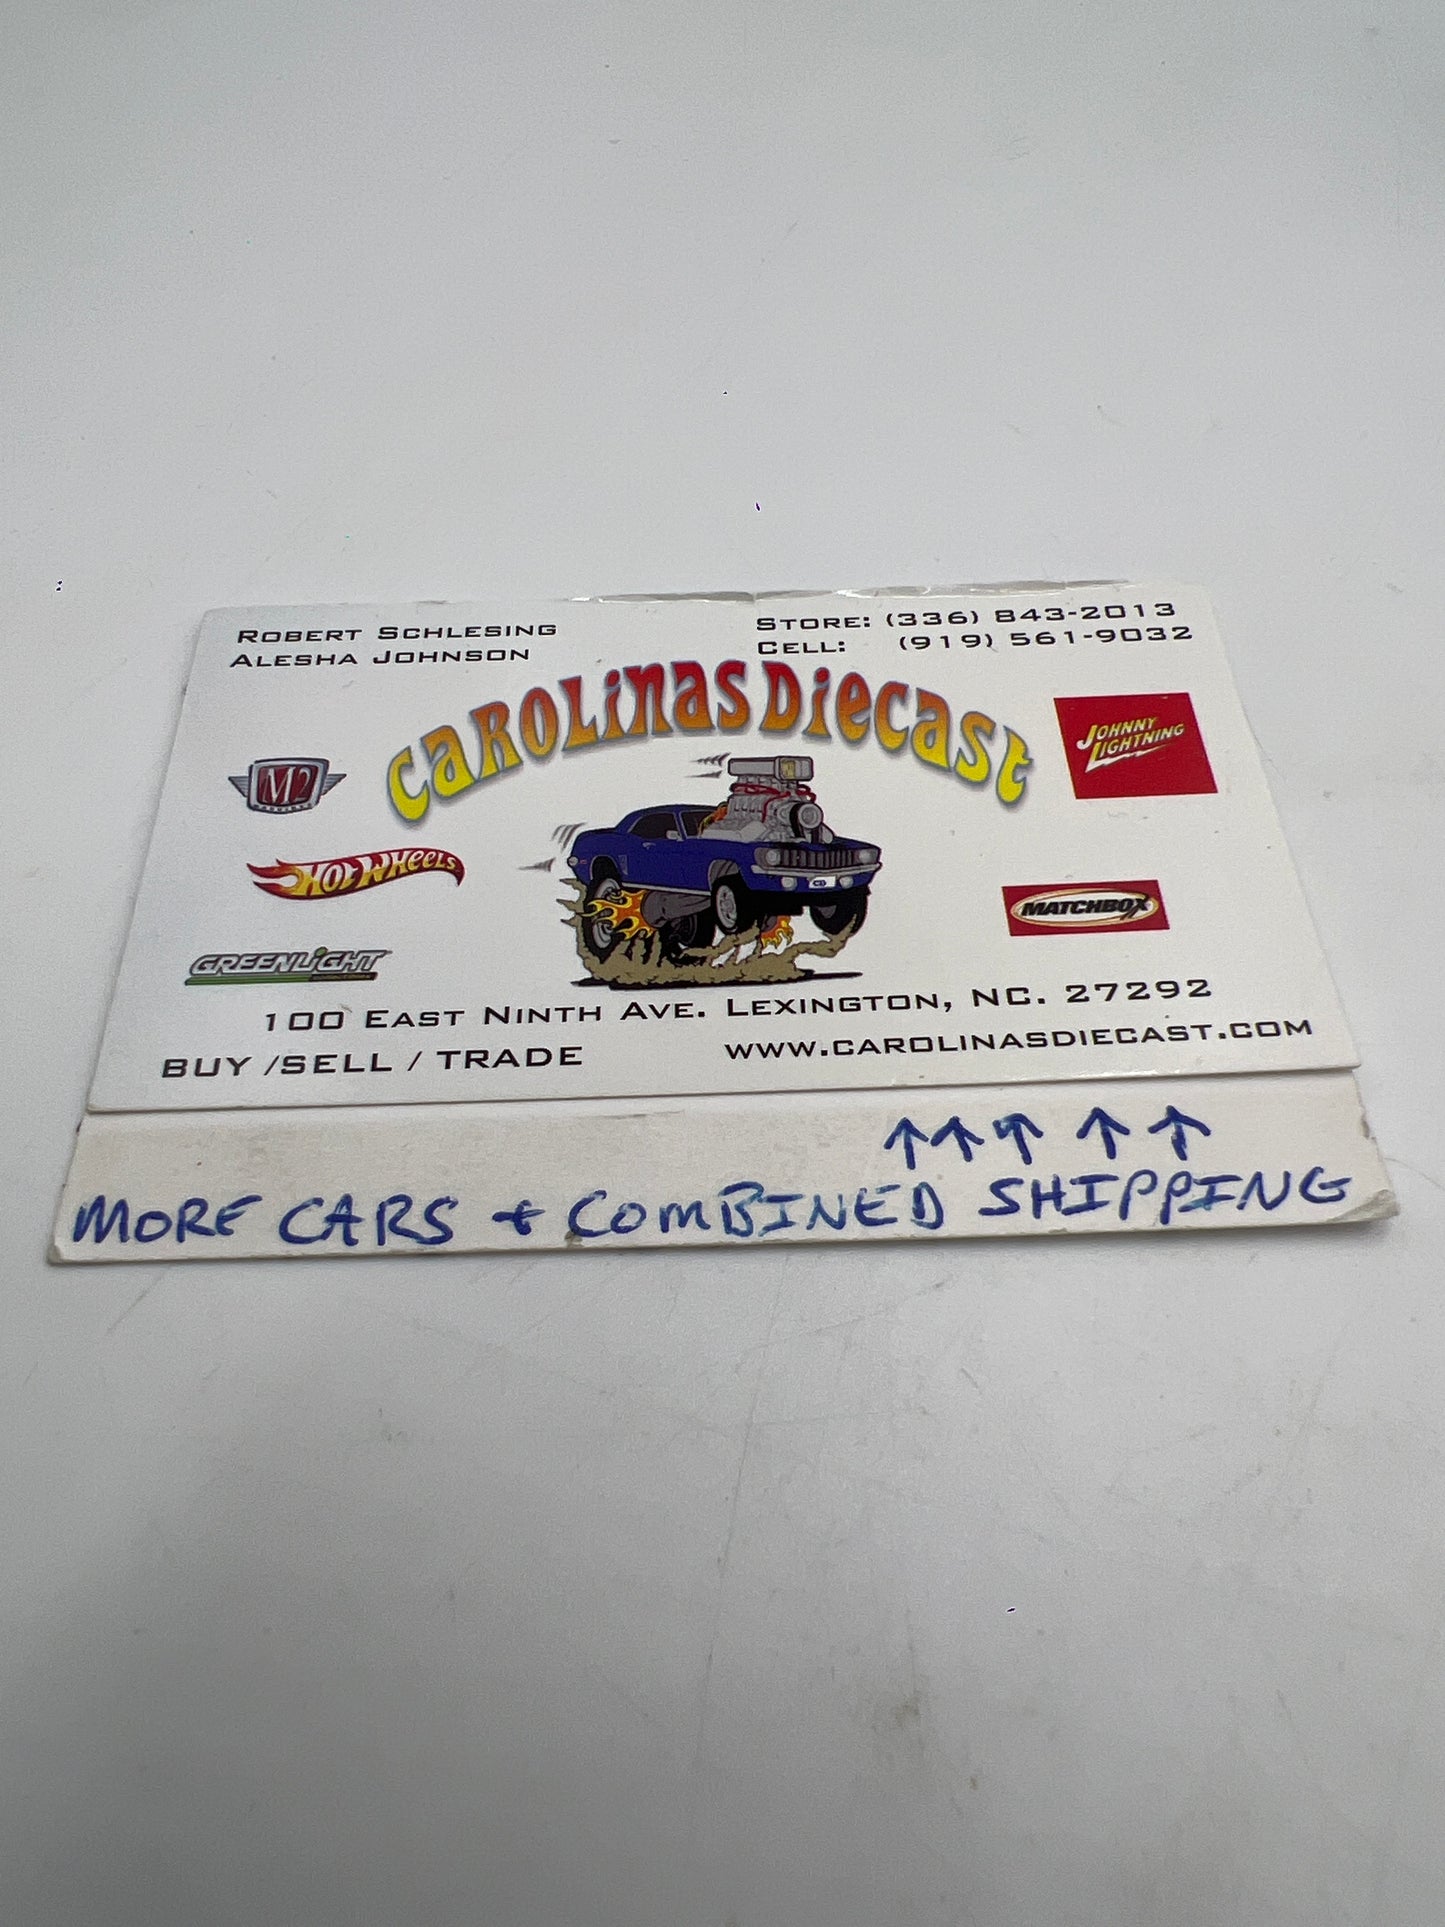 ROBERT SCHLESING
ALESHA JOHNSON
STORE: (336) 843-2013
CELL: (919) 561-9032
CAROLINAS DIECAST
M2
JOHNNY
LIGHTNING
HOT WHEELS
MATCHBOX
GREENLIGHT
100 EAST NINTH AVE. LEXINGTON, NC. 27292
BUY /SELL / TRADE
WWW.CAROLINASDIECAST.COM
↑↑↑↑↑
MORE CARS + COMBINED SHIPPING